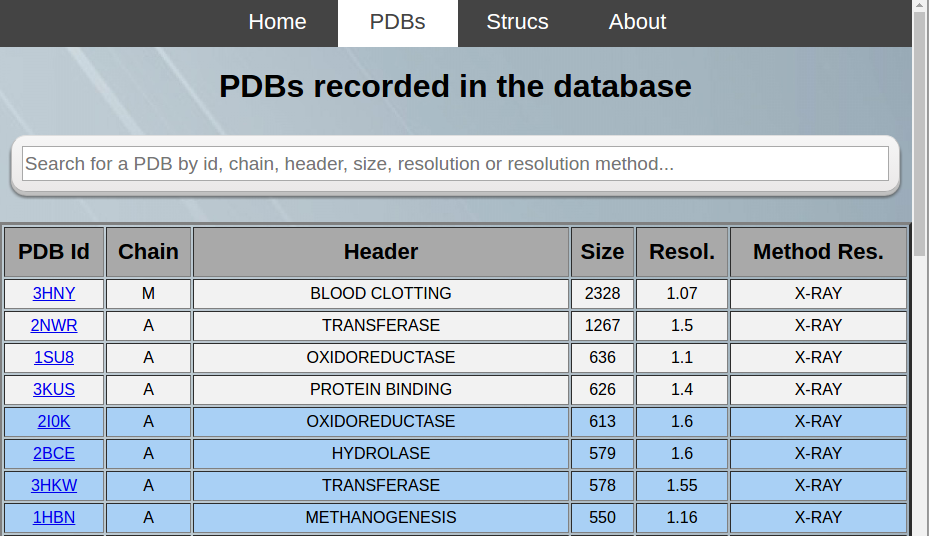 Home PDBs Strucs About
PDBs recorded in the database
Search for a PDB by id, chain, header, size, resolution or resolution method...
PDB Id Chain Header Size Resol. Method Res.
3HNY M BLOOD CLOTTING 2328 1.07 X-RAY
2NWR A TRANSFERASE 1267 1.5 X-RAY
1SU8 A OXIDOREDUCTASE 636 1.1 X-RAY
3KUS A PROTEIN BINDING 626 1.4 X-RAY
2I0K A OXIDOREDUCTASE 613 1.6 X-RAY
2BCE A HYDROLASE 579 1.6 X-RAY
3HKW A TRANSFERASE 578 1.55 X-RAY
1HBN A METHANOGENESIS 550 1.16 X-RAY